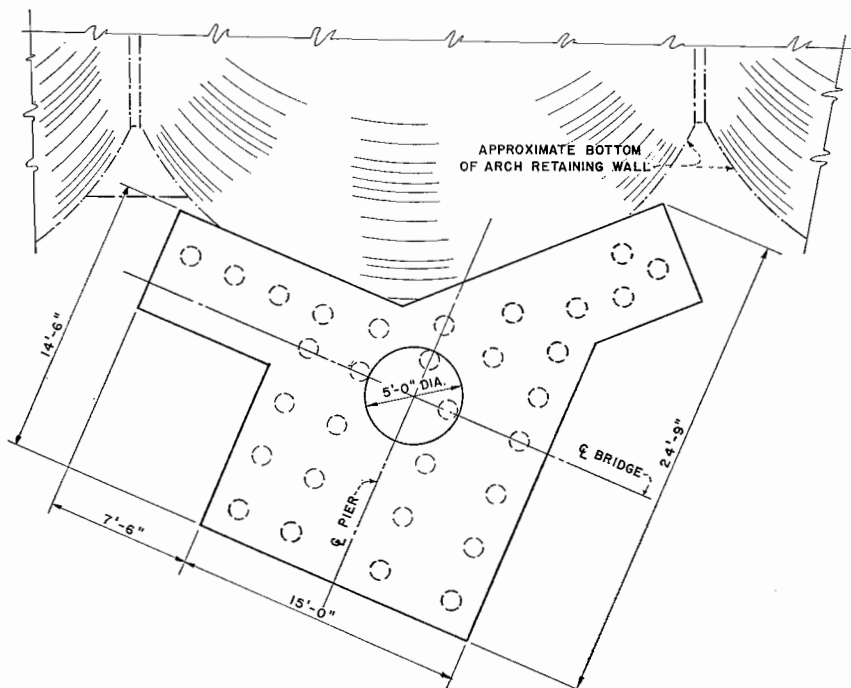 APPROXIMATE BOTTOM
OF ARCH RETAINING WALL
14'-6"
5'-0" DIA.
24'-9"
℄ BRIDGE
℄ PIER
7'-6"
15'-0"